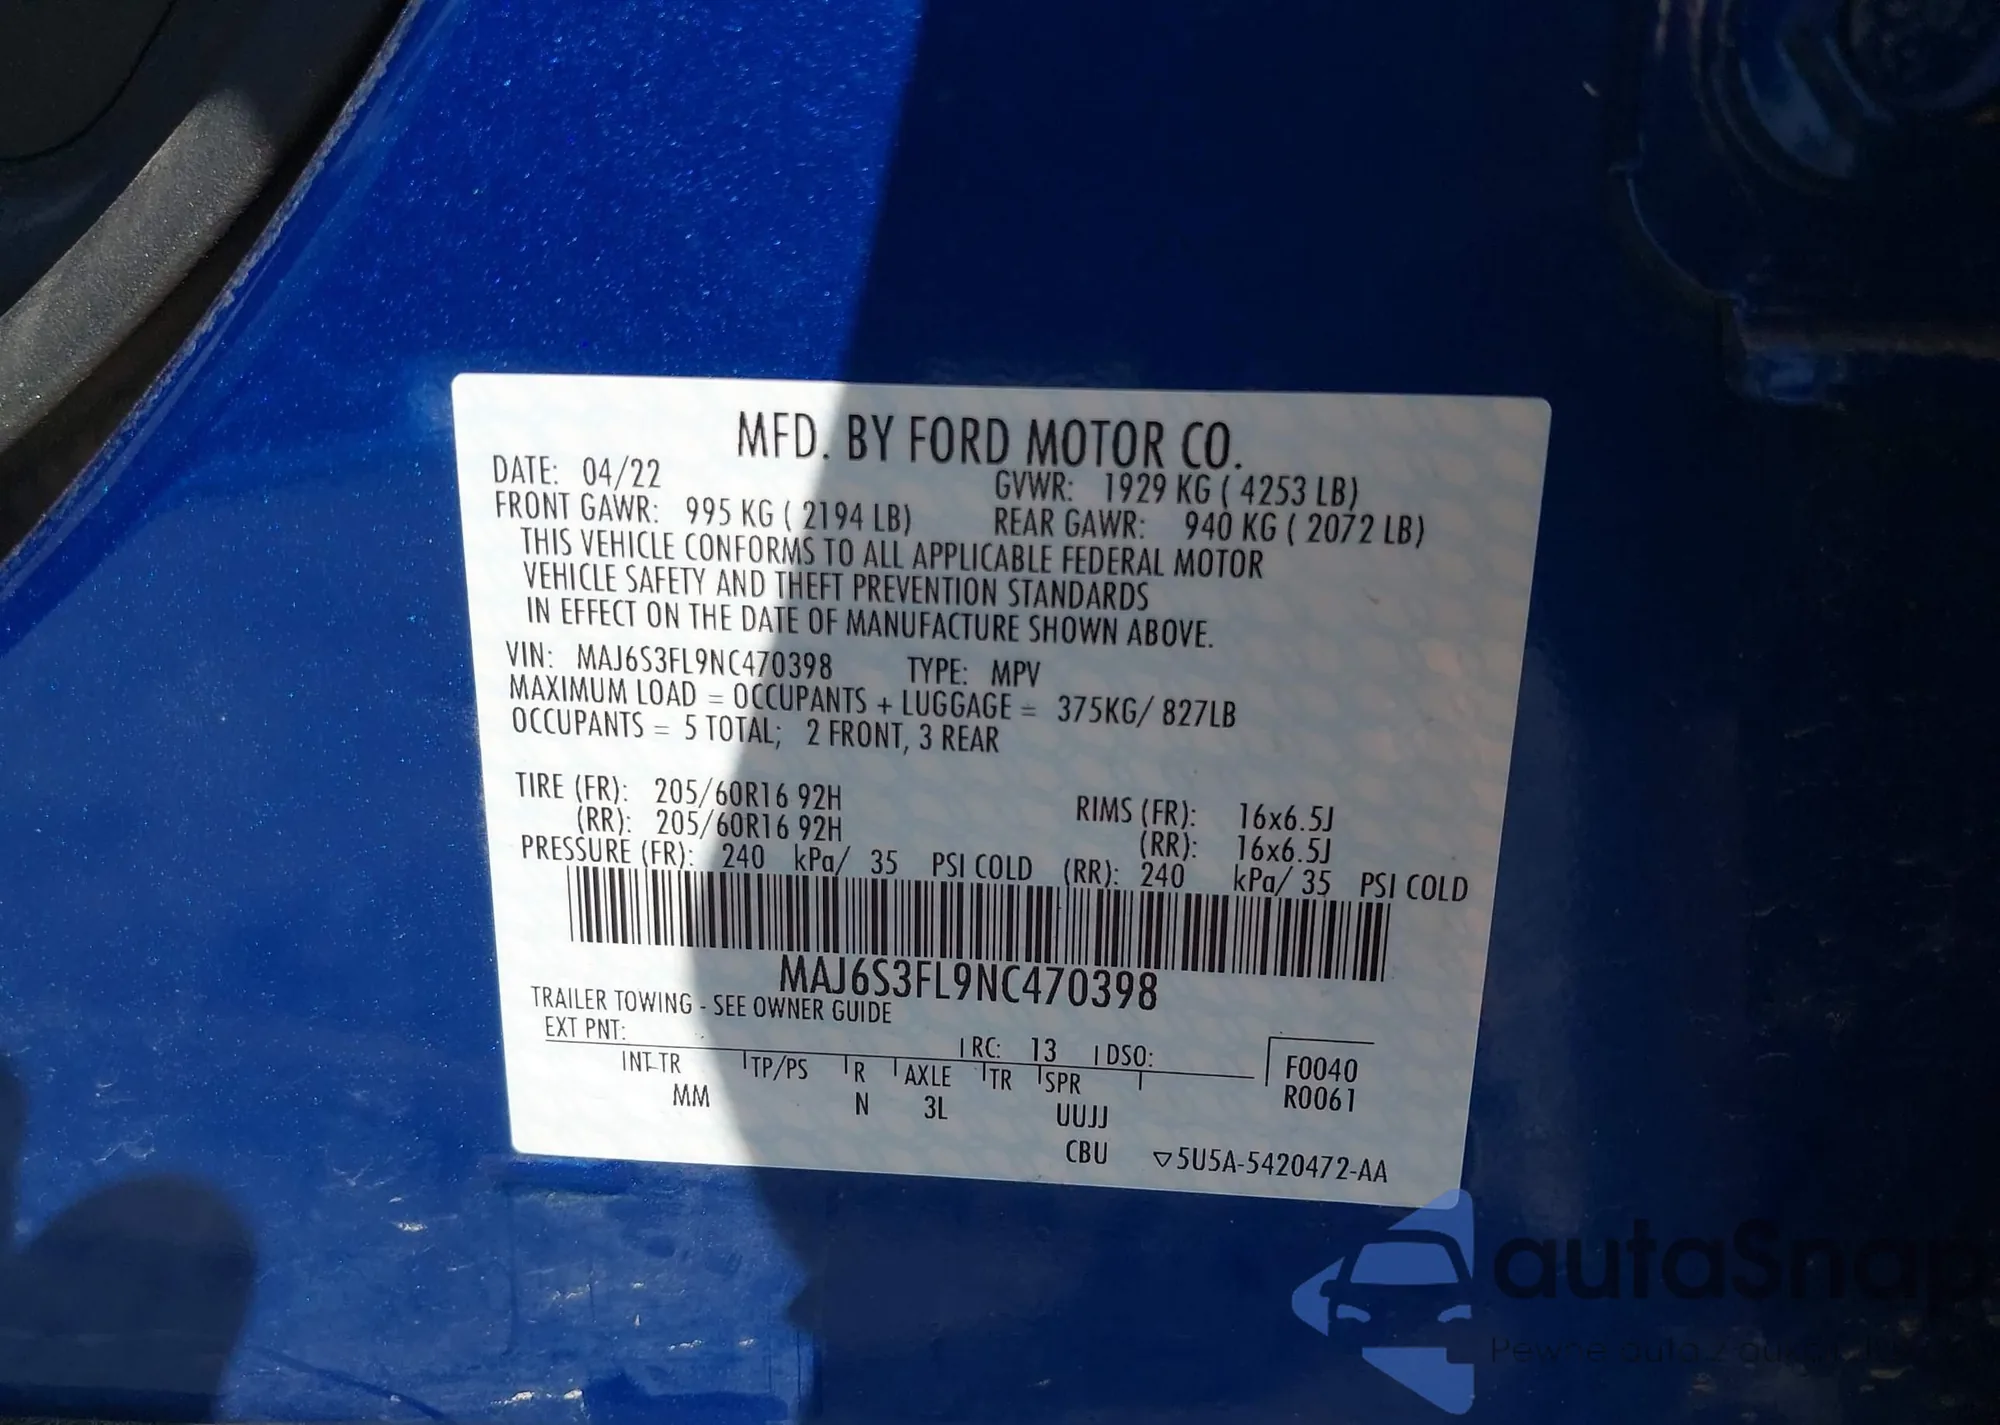 MFD. BY FORD MOTOR CO.
DATE: 04/22 GVWR: 1929 KG ( 4253 LB)
FRONT GAWR: 995 KG ( 2194 LB) REAR GAWR: 940 KG ( 2072 LB)
THIS VEHICLE CONFORMS TO ALL APPLICABLE FEDERAL MOTOR
VEHICLE SAFETY AND THEFT PREVENTION STANDARDS
IN EFFECT ON THE DATE OF MANUFACTURE SHOWN ABOVE.
VIN: MAJ6S3FL9NC470398 TYPE: MPV
MAXIMUM LOAD = OCCUPANTS + LUGGAGE = 375KG/ 827LB
OCCUPANTS = 5 TOTAL; 2 FRONT, 3 REAR
TIRE (FR): 205/60R16 92H RIMS (FR): 16x6.5J
(RR): 205/60R16 92H (RR): 16x6.5J
PRESSURE (FR): 240 kPa/ 35 PSI COLD (RR): 240 kPa/ 35 PSI COLD
MAJ6S3FL9NC470398
TRAILER TOWING - SEE OWNER GUIDE
EXT PNT: RC: 13 DSO: F0040
INT TR TP/PS R AXLE TR SPR R0061
MM N 3L UUJJ
CBU ▽5U5A-5420472-AA
autaSnap
Pewne auta z